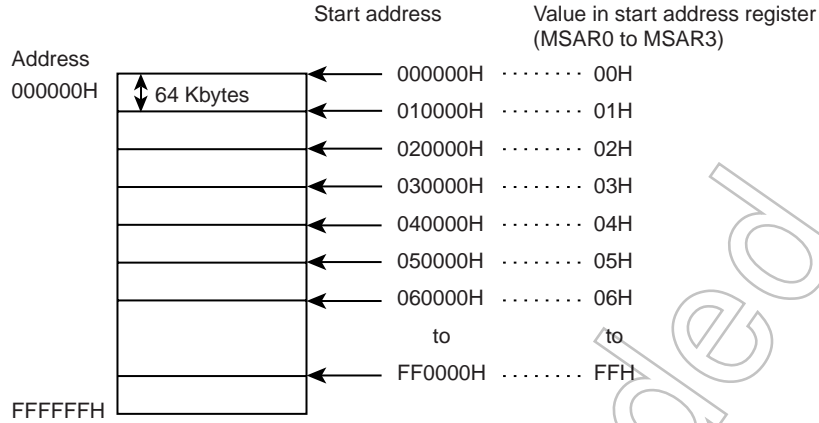 Start address
Value in start address register
(MSAR0 to MSAR3)
Address
000000H
64 Kbytes
000000H ········ 00H
010000H ········ 01H
020000H ········ 02H
030000H ········ 03H
040000H ········ 04H
050000H ········ 05H
060000H ········ 06H
to to
FF0000H ········ FFH
FFFFFFH
ded